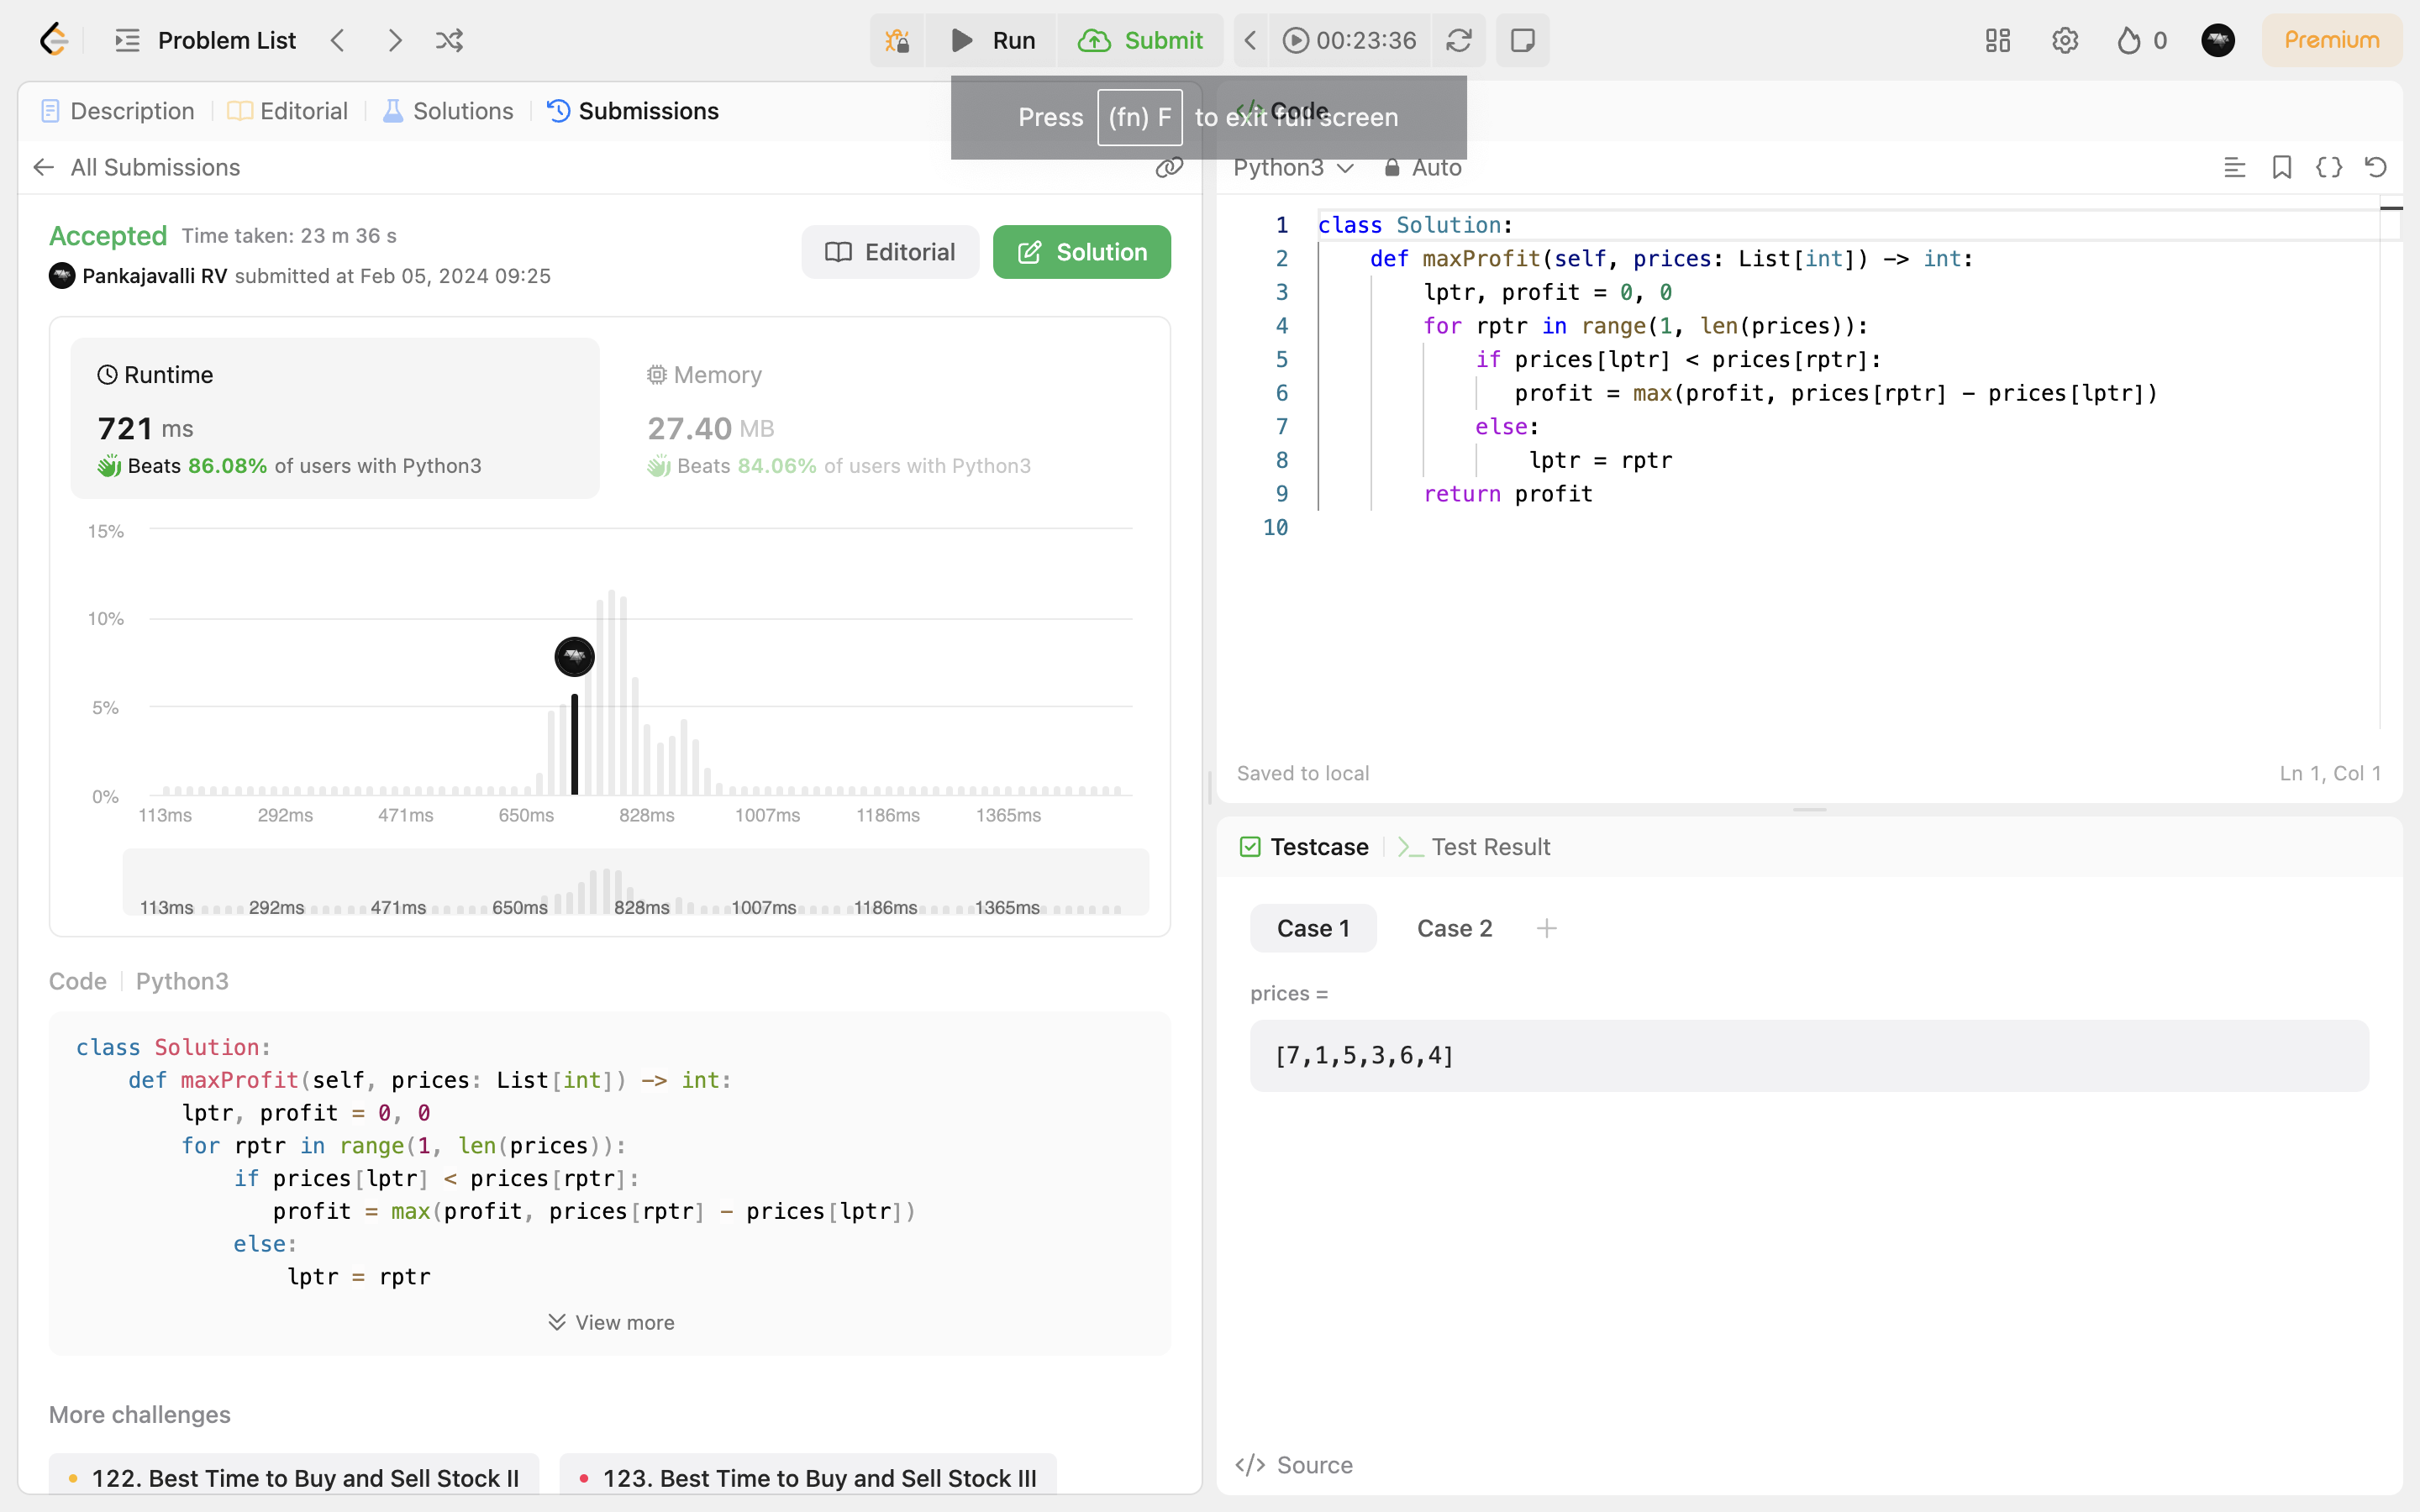 Problem List
Run
Submit
00:23:36
0
Premium
Press (fn) F to exit full screen
Description
Editorial
Solutions
Submissions
All Submissions
Accepted Time taken: 23 m 36 s
Pankajavalli RV submitted at Feb 05, 2024 09:25
Editorial
Solution
Runtime
721 ms
Beats 86.08% of users with Python3
Memory
27.40 MB
Beats 84.06% of users with Python3
15%
10%
5%
0%
113ms 292ms 471ms 650ms 828ms 1007ms 1186ms 1365ms
113ms 292ms 471ms 650ms 828ms 1007ms 1186ms 1365ms
Code Python3
class Solution:
def maxProfit(self, prices: List[int]) -> int:
lptr, profit = 0, 0
for rptr in range(1, len(prices)):
if prices[lptr] < prices[rptr]:
profit = max(profit, prices[rptr] - prices[lptr])
else:
lptr = rptr
View more
More challenges
122. Best Time to Buy and Sell Stock II
123. Best Time to Buy and Sell Stock III
</> Code
Python3
Auto
1 class Solution:
2 def maxProfit(self, prices: List[int]) -> int:
3 lptr, profit = 0, 0
4 for rptr in range(1, len(prices)):
5 if prices[lptr] < prices[rptr]:
6 profit = max(profit, prices[rptr] - prices[lptr])
7 else:
8 lptr = rptr
9 return profit
10
Saved to local
Ln 1, Col 1
Testcase
Test Result
Case 1
Case 2
prices =
[7,1,5,3,6,4]
</> Source